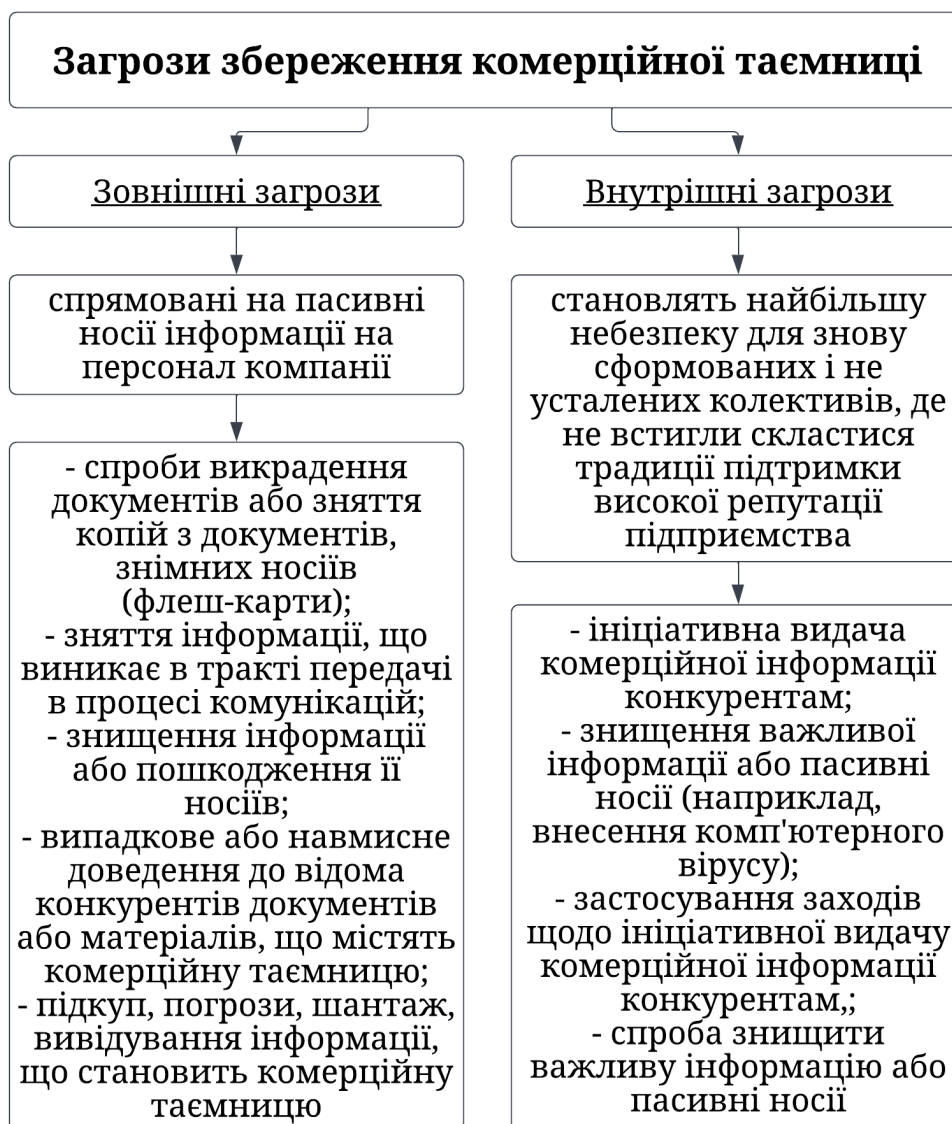 Загрози збереження комерційної таємниці
Зовнішні загрози
спрямовані на пасивні
носії інформації на
персонал компанії
- спроби викрадення
документів або зняття
копій з документів,
знімних носіїв
(флеш-карти);
- зняття інформації, що
виникає в тракті передачі
в процесі комунікацій;
- знищення інформації
або пошкодження її
носіїв;
- випадкове або навмисне
доведення до відома
конкурентів документів
або матеріалів, що містять
комерційну таємницю;
- підкуп, погрози, шантаж,
вивідування інформації,
що становить комерційну
таємницю
Внутрішні загрози
становлять найбільшу
небезпеку для знову
сформованих і не
усталених колективів, де
не встигли скластися
традиції підтримки
високої репутації
підприємства
- ініціативна видача
комерційної інформації
конкурентам;
- знищення важливої
інформації або пасивні
носії (наприклад,
внесення комп'ютерного
вірусу);
- застосування заходів
щодо ініціативної видачу
комерційної інформації
конкурентам,;
- спроба знищити
важливу інформацію або
пасивні носії